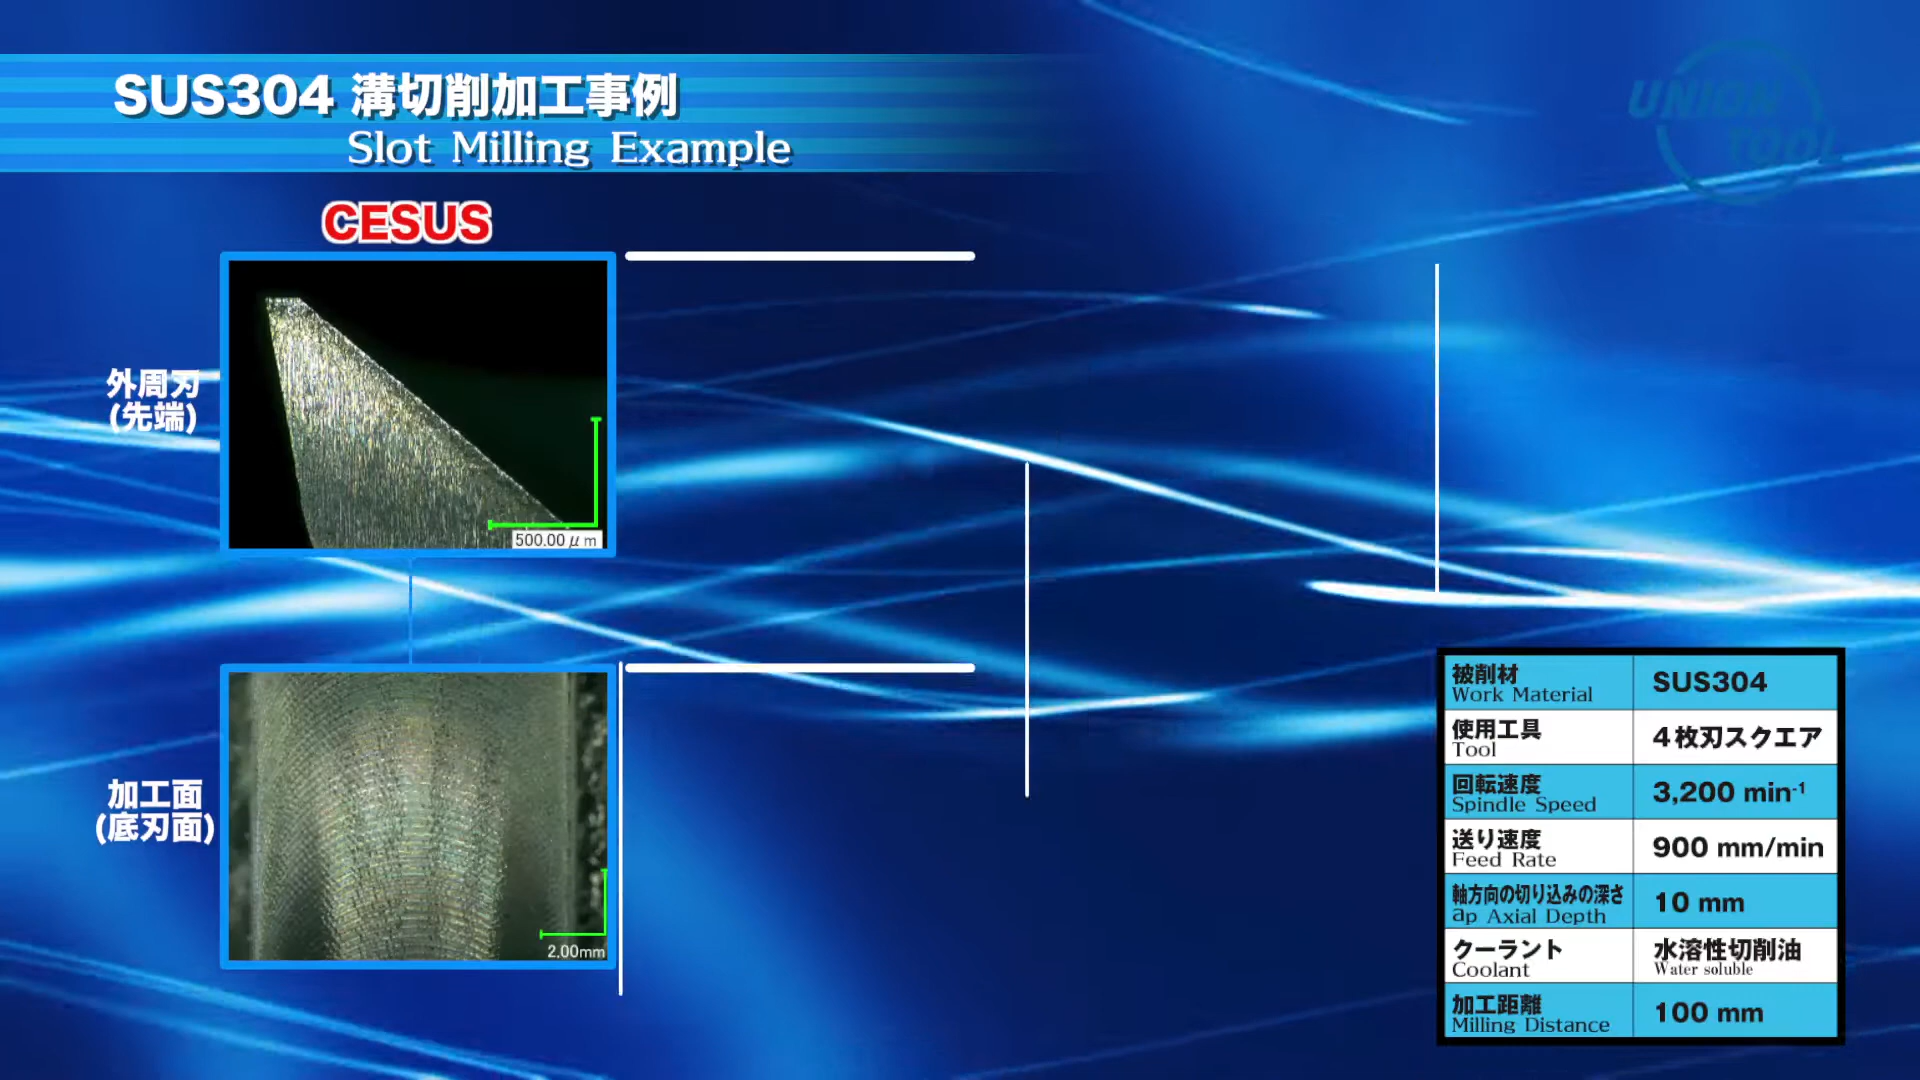 SUS304 溝切削加工事例
Slot Milling Example
UNION
TOOL
CESUS
外周刃
(先端)
500.00μm
加工面
(底刃面)
2.00mm
被削材 SUS304
Work Material
使用工具 4枚刃スクエア
Tool
回転速度 3,200 min⁻¹
Spindle Speed
送り速度 900 mm/min
Feed Rate
軸方向の切り込みの深さ 10 mm
ap Axial Depth
クーラント 水溶性切削油
Coolant Water soluble
加工距離 100 mm
Milling Distance